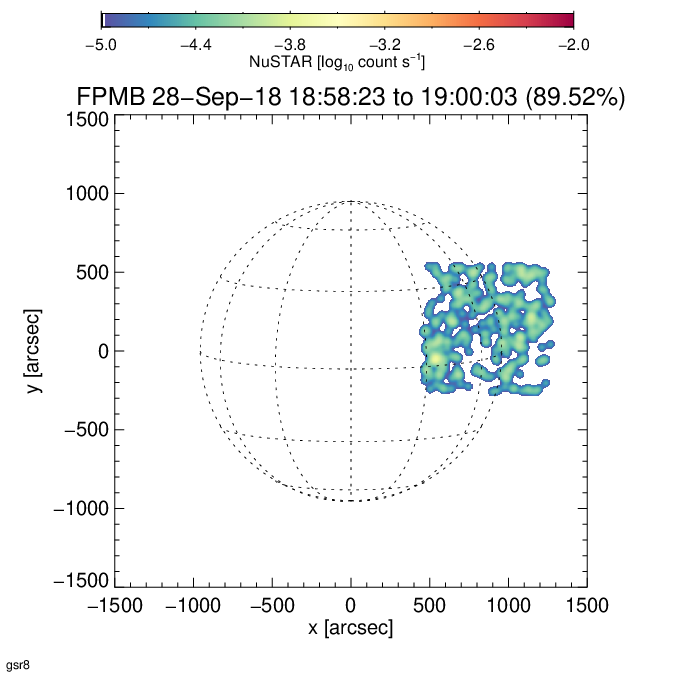 −5.0 −4.4 −3.8 −3.2 −2.6 −2.0
NuSTAR [log₁₀ count s⁻¹]
FPMB 28−Sep−18 18:58:23 to 19:00:03 (89.52%)
1500
1000
500
0
−500
−1000
−1500
y [arcsec]
−1500 −1000 −500 0 500 1000 1500
x [arcsec]
gsr8